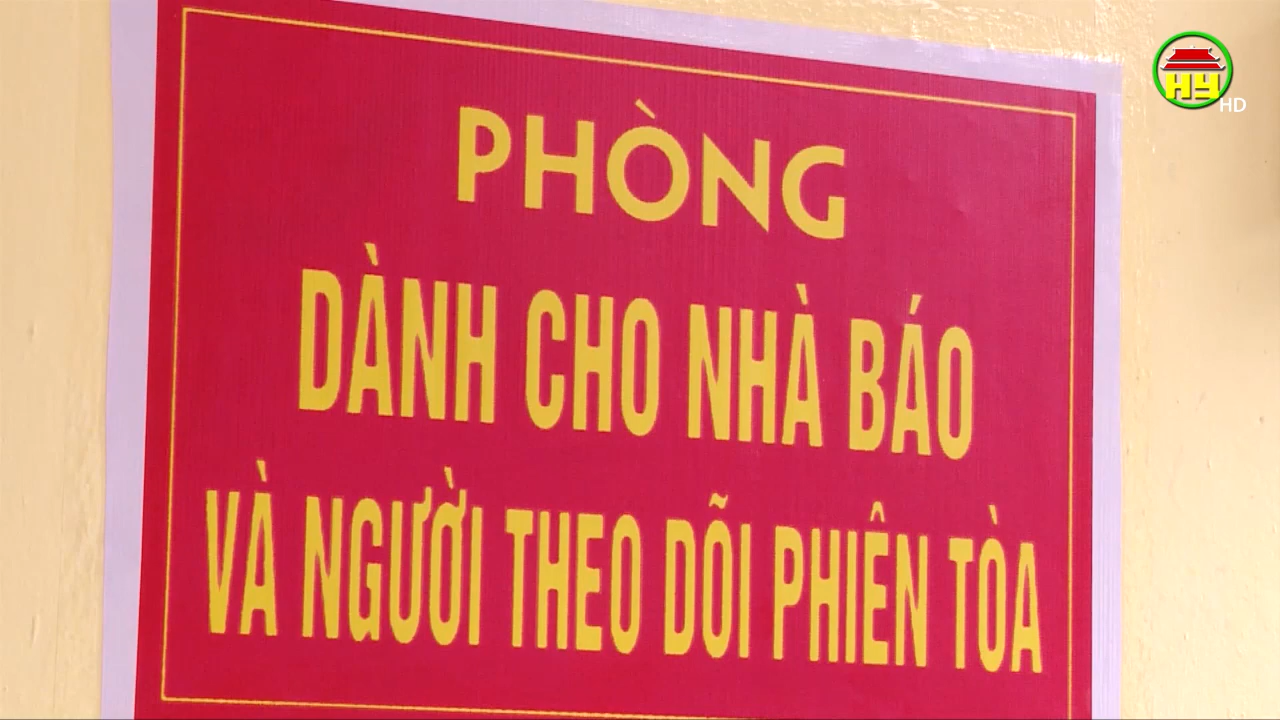 PHÒNG
DÀNH CHO NHÀ BÁO
VÀ NGƯỜI THEO DÕI PHIÊN TÒA
HY
HD